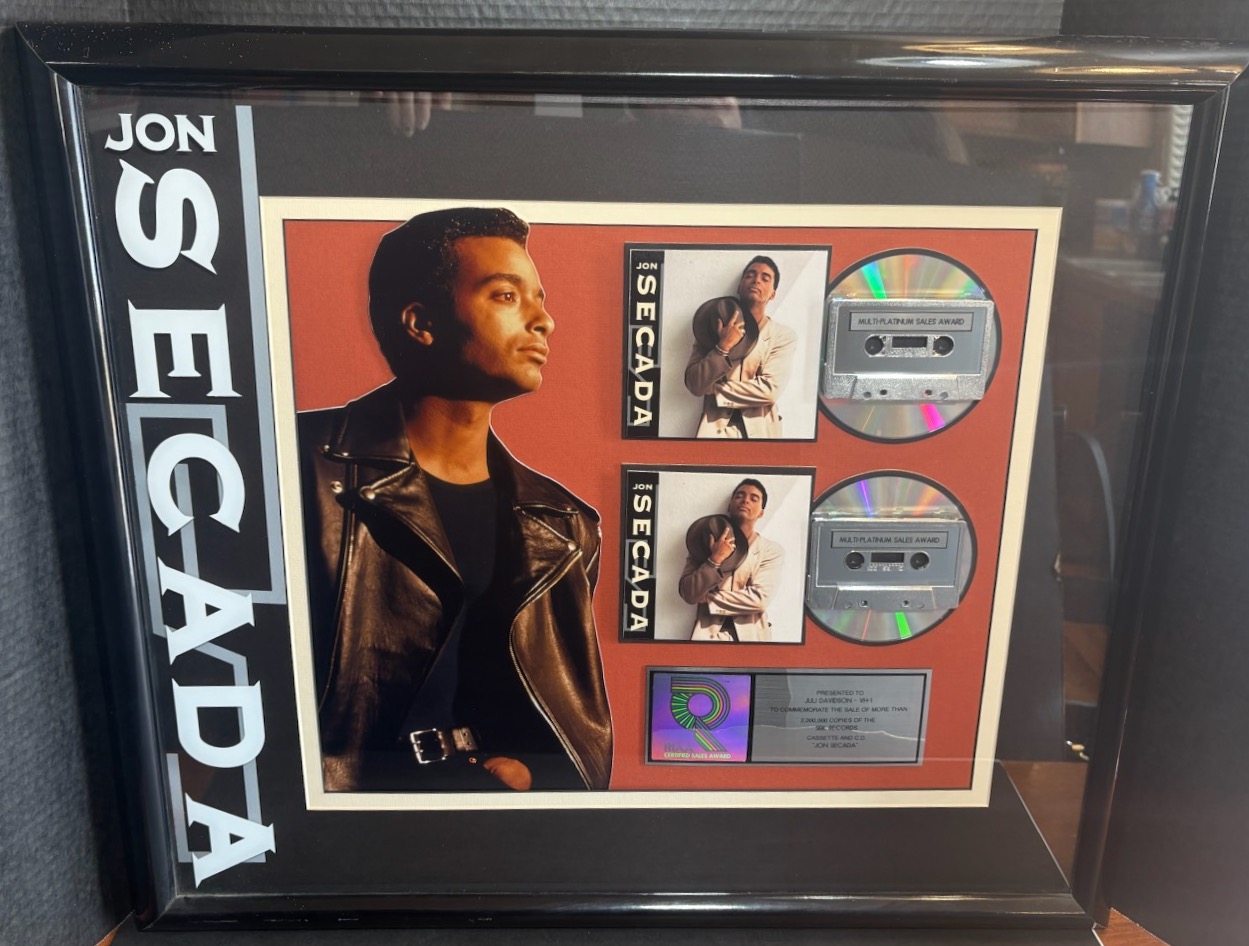 JON
SECADA
JON
SECADA
MULTI-PLATINUM SALES AWARD
JON
SECADA
MULTI-PLATINUM SALES AWARD
R.I.A.A.
CERTIFIED SALES AWARD
PRESENTED TO
JULI DAVIDSON - VH-1
TO COMMEMORATE THE SALE OF MORE THAN
2,000,000 COPIES OF THE
SBK RECORDS
CASSETTE AND C.D.
"JON SECADA"